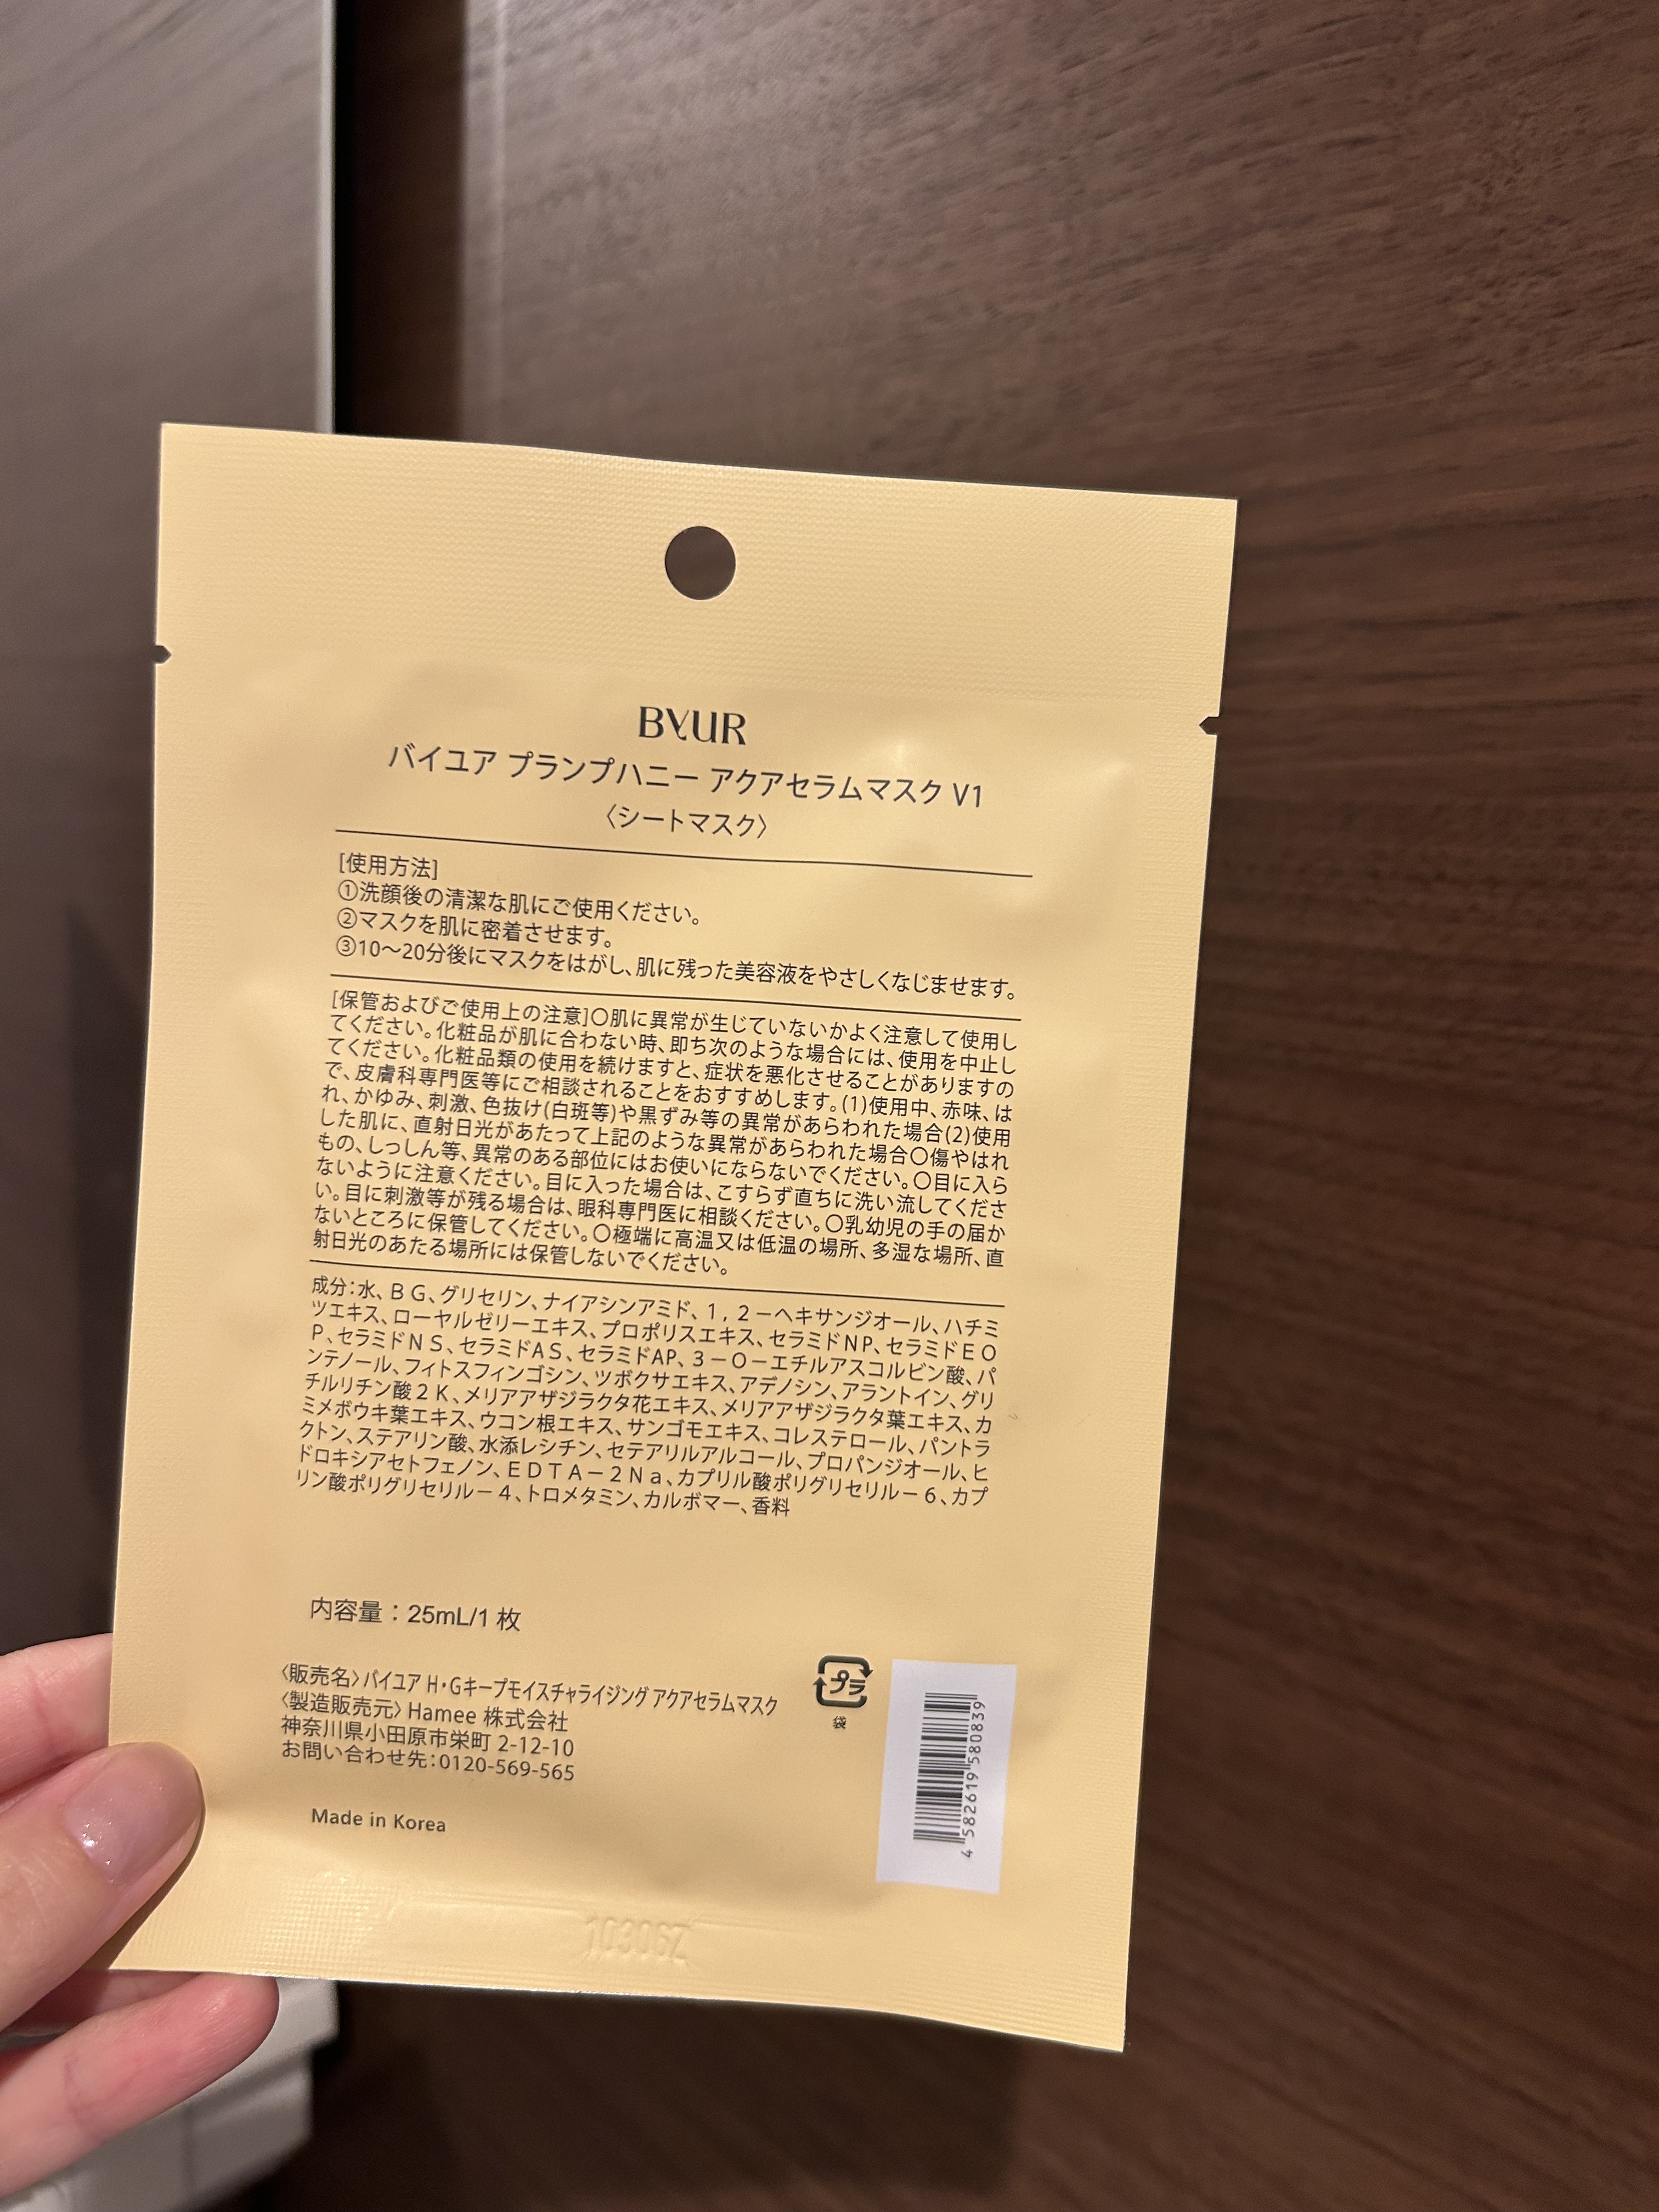 BYUR
バイユア プランプハニー アクアセラムマスク V1
〈シートマスク〉
[使用方法]
①洗顔後の清潔な肌にご使用ください。
②マスクを肌に密着させます。
③10～20分後にマスクをはがし、肌に残った美容液をやさしくなじませます。
[保管およびご使用上の注意]〇肌に異常が生じていないかよく注意して使用し
てください。化粧品が肌に合わない時、即ち次のような場合には、使用を中止し
てください。化粧品類の使用を続けますと、症状を悪化させることがありますの
で、皮膚科専門医等にご相談されることをおすすめします。(1)使用中、赤味、は
れ、かゆみ、刺激、色抜け(白斑等)や黒ずみ等の異常があらわれた場合(2)使用
した肌に、直射日光があたって上記のような異常があらわれた場合〇傷やはれ
もの、しっしん等、異常のある部位にはお使いにならないでください。〇目に入ら
ないように注意ください。目に入った場合は、こすらず直ちに洗い流してくださ
い。目に刺激等が残る場合は、眼科専門医に相談ください。〇乳幼児の手の届か
ないところに保管してください。〇極端に高温又は低温の場所、多湿な場所、直
射日光のあたる場所には保管しないでください。
成分：水、ＢＧ、グリセリン、ナイアシンアミド、１，２－ヘキサンジオール、ハチミ
ツエキス、ローヤルゼリーエキス、プロポリスエキス、セラミドＮＰ、セラミドＥＯ
Ｐ、セラミドＮＳ、セラミドAS、セラミドAP、３－Ｏ－エチルアスコルビン酸、パ
ンテノール、フィトスフィンゴシン、ツボクサエキス、アデノシン、アラントイン、グリ
チルリチン酸２Ｋ、メリアアザジラクタ花エキス、メリアアザジラクタ葉エキス、カ
ミメボウキ葉エキス、ウコン根エキス、サンゴモエキス、コレステロール、パントラ
クトン、ステアリン酸、水添レシチン、セテアリルアルコール、プロパンジオール、ヒ
ドロキシアセトフェノン、ＥＤＴＡ－２Ｎａ、カプリル酸ポリグリセリル－６、カプ
リン酸ポリグリセリル－４、トロメタミン、カルボマー、香料
内容量：25mL/1 枚
〈販売名〉バイユア H・Gキープモイスチャライジング アクアセラムマスク
〈製造販売元〉Hamee 株式会社
神奈川県小田原市栄町 2-12-10
お問い合わせ先：0120-569-565
Made in Korea
プラ
袋
4 582619 580839